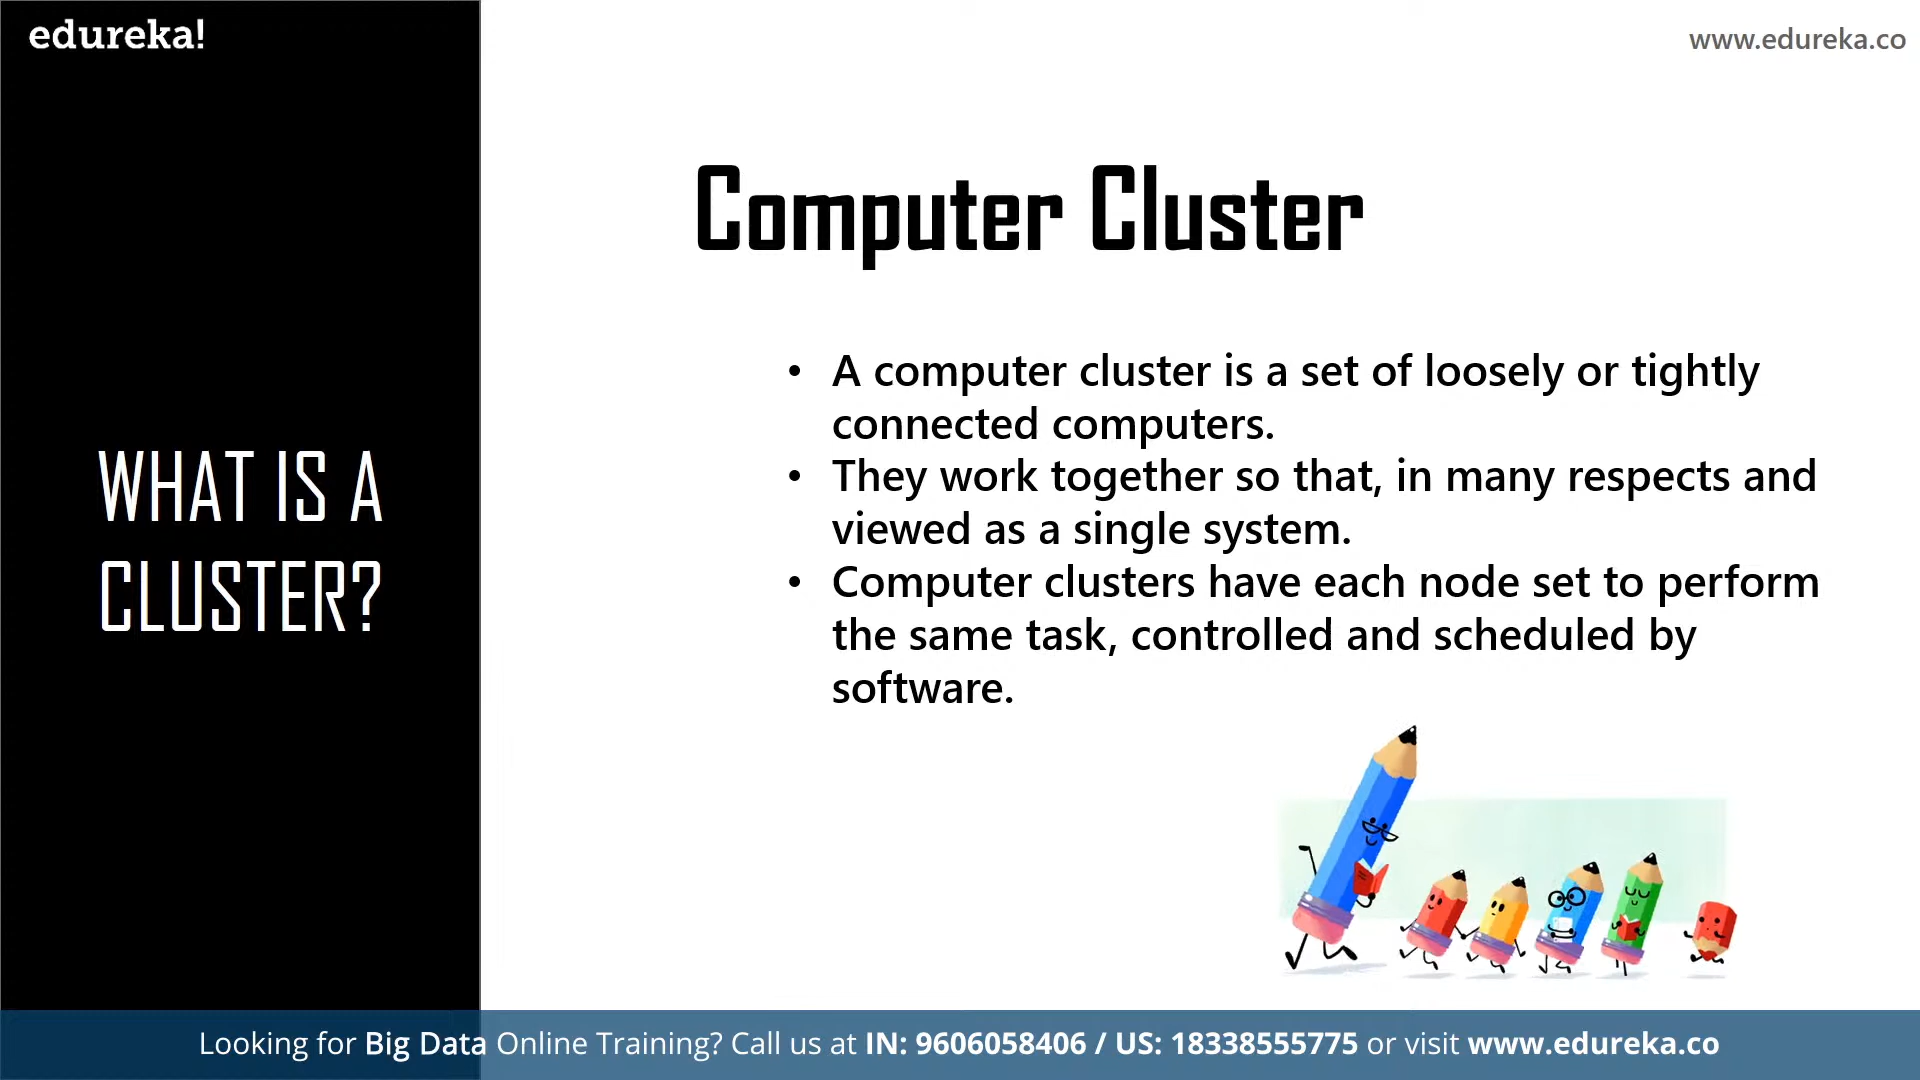 edureka!
www.edureka.co
WHAT IS A
CLUSTER?
Computer Cluster
• A computer cluster is a set of loosely or tightly
connected computers.
• They work together so that, in many respects and
viewed as a single system.
• Computer clusters have each node set to perform
the same task, controlled and scheduled by
software.
Looking for Big Data Online Training? Call us at IN: 9606058406 / US: 18338555775 or visit www.edureka.co